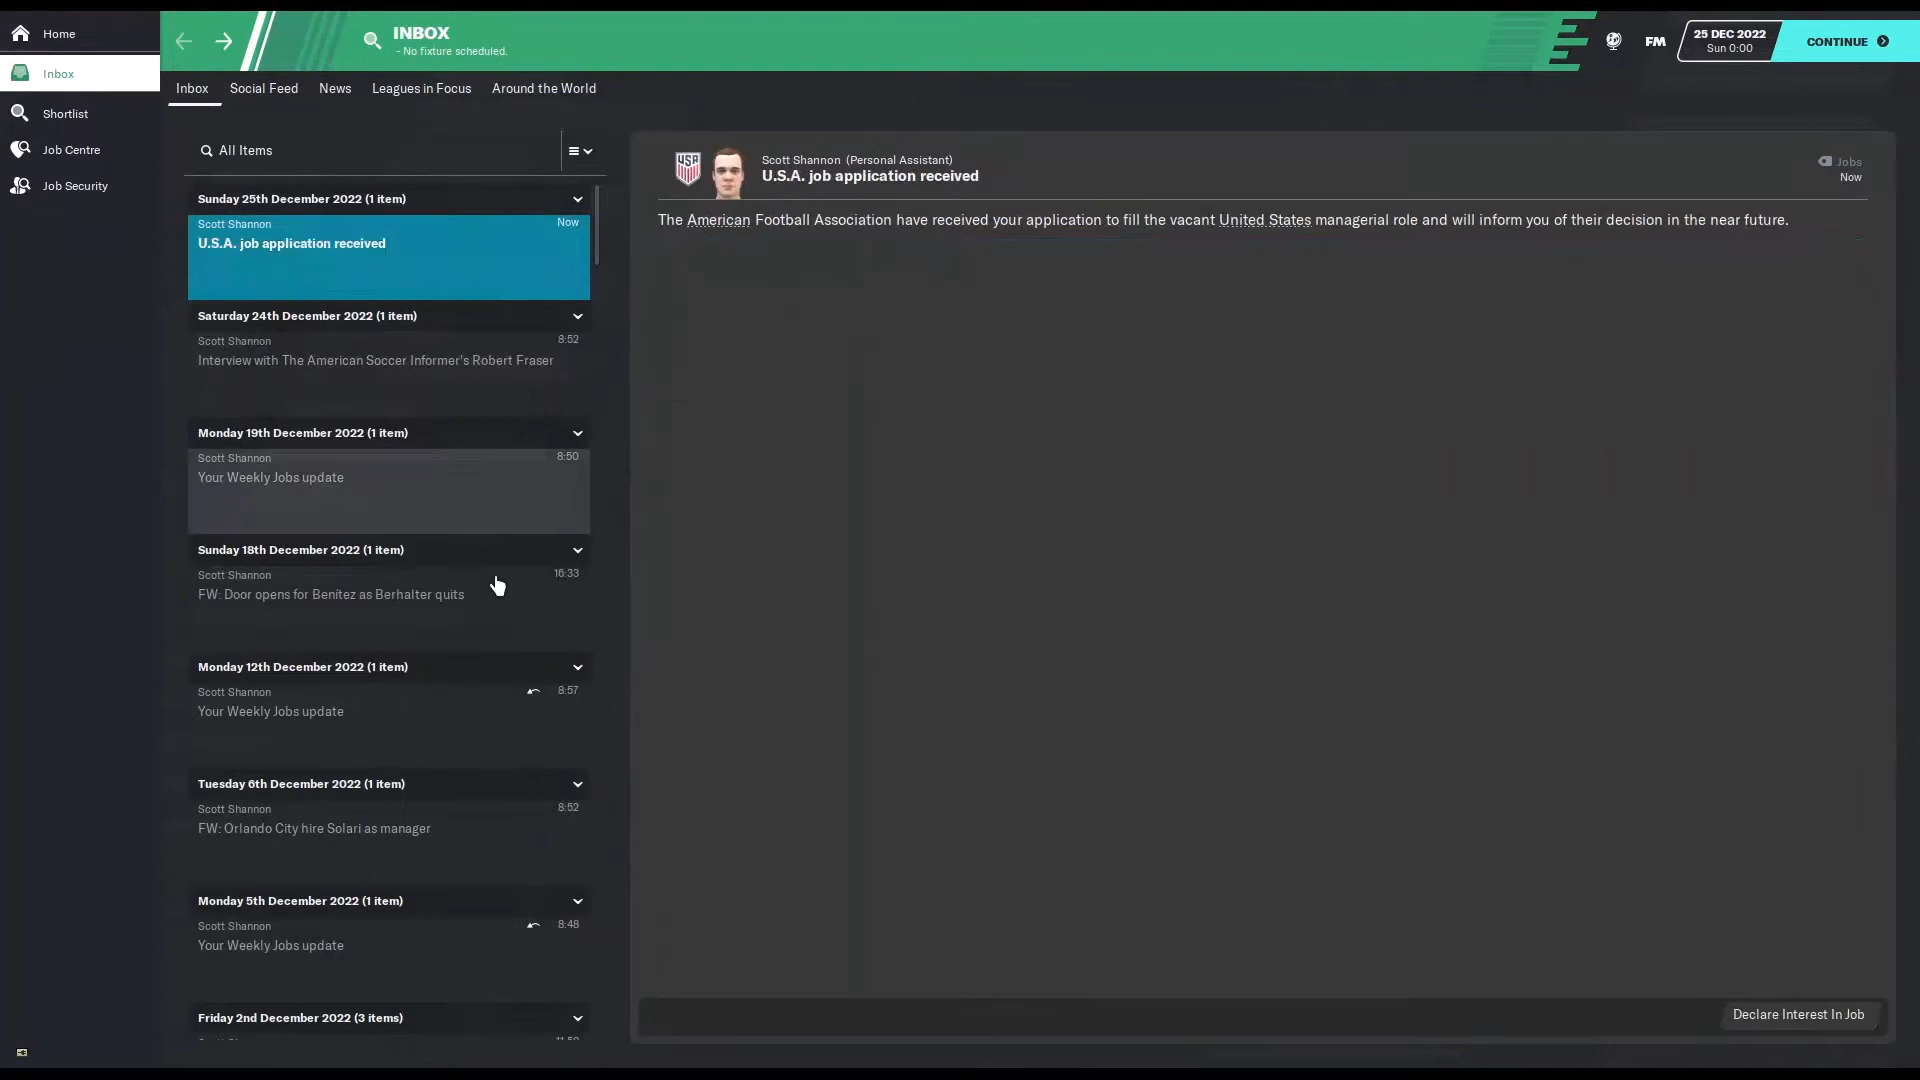 Home
Inbox
Shortlist
Job Centre
Job Security
INBOX
- No fixture scheduled.
FM
25 DEC 2022
Sun 0:00
CONTINUE
Inbox
Social Feed
News
Leagues in Focus
Around the World
All Items
Sunday 25th December 2022 (1 item)
Scott Shannon
Now
U.S.A. job application received
Saturday 24th December 2022 (1 item)
Scott Shannon
8:52
Interview with The American Soccer Informer's Robert Fraser
Monday 19th December 2022 (1 item)
Scott Shannon
8:50
Your Weekly Jobs update
Sunday 18th December 2022 (1 item)
Scott Shannon
16:33
FW: Door opens for Benítez as Berhalter quits
Monday 12th December 2022 (1 item)
Scott Shannon
8:57
Your Weekly Jobs update
Tuesday 6th December 2022 (1 item)
Scott Shannon
8:52
FW: Orlando City hire Solari as manager
Monday 5th December 2022 (1 item)
Scott Shannon
8:48
Your Weekly Jobs update
Friday 2nd December 2022 (3 items)
USA
Scott Shannon (Personal Assistant)
U.S.A. job application received
Jobs
Now
The American Football Association have received your application to fill the vacant United States managerial role and will inform you of their decision in the near future.
Declare Interest In Job